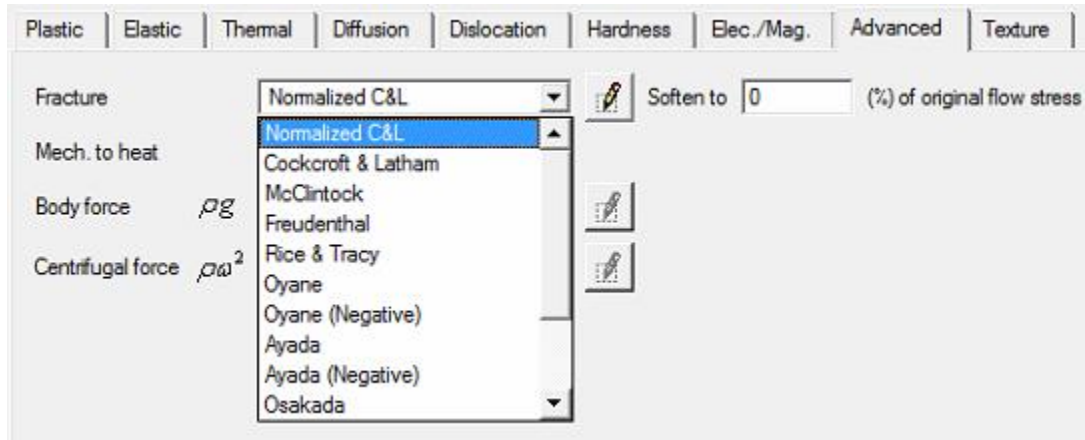 Plastic Elastic Thermal Diffusion Dislocation Hardness Elec./Mag. Advanced Texture
Fracture Normalized C&L Soften to 0 (%) of original flow stress
Normalized C&L
Mech. to heat
Cockcroft & Latham
McClintock
Body force ρg
Freudenthal
Rice & Tracy
Centrifugal force ρω²
Oyane
Oyane (Negative)
Ayada
Ayada (Negative)
Osakada